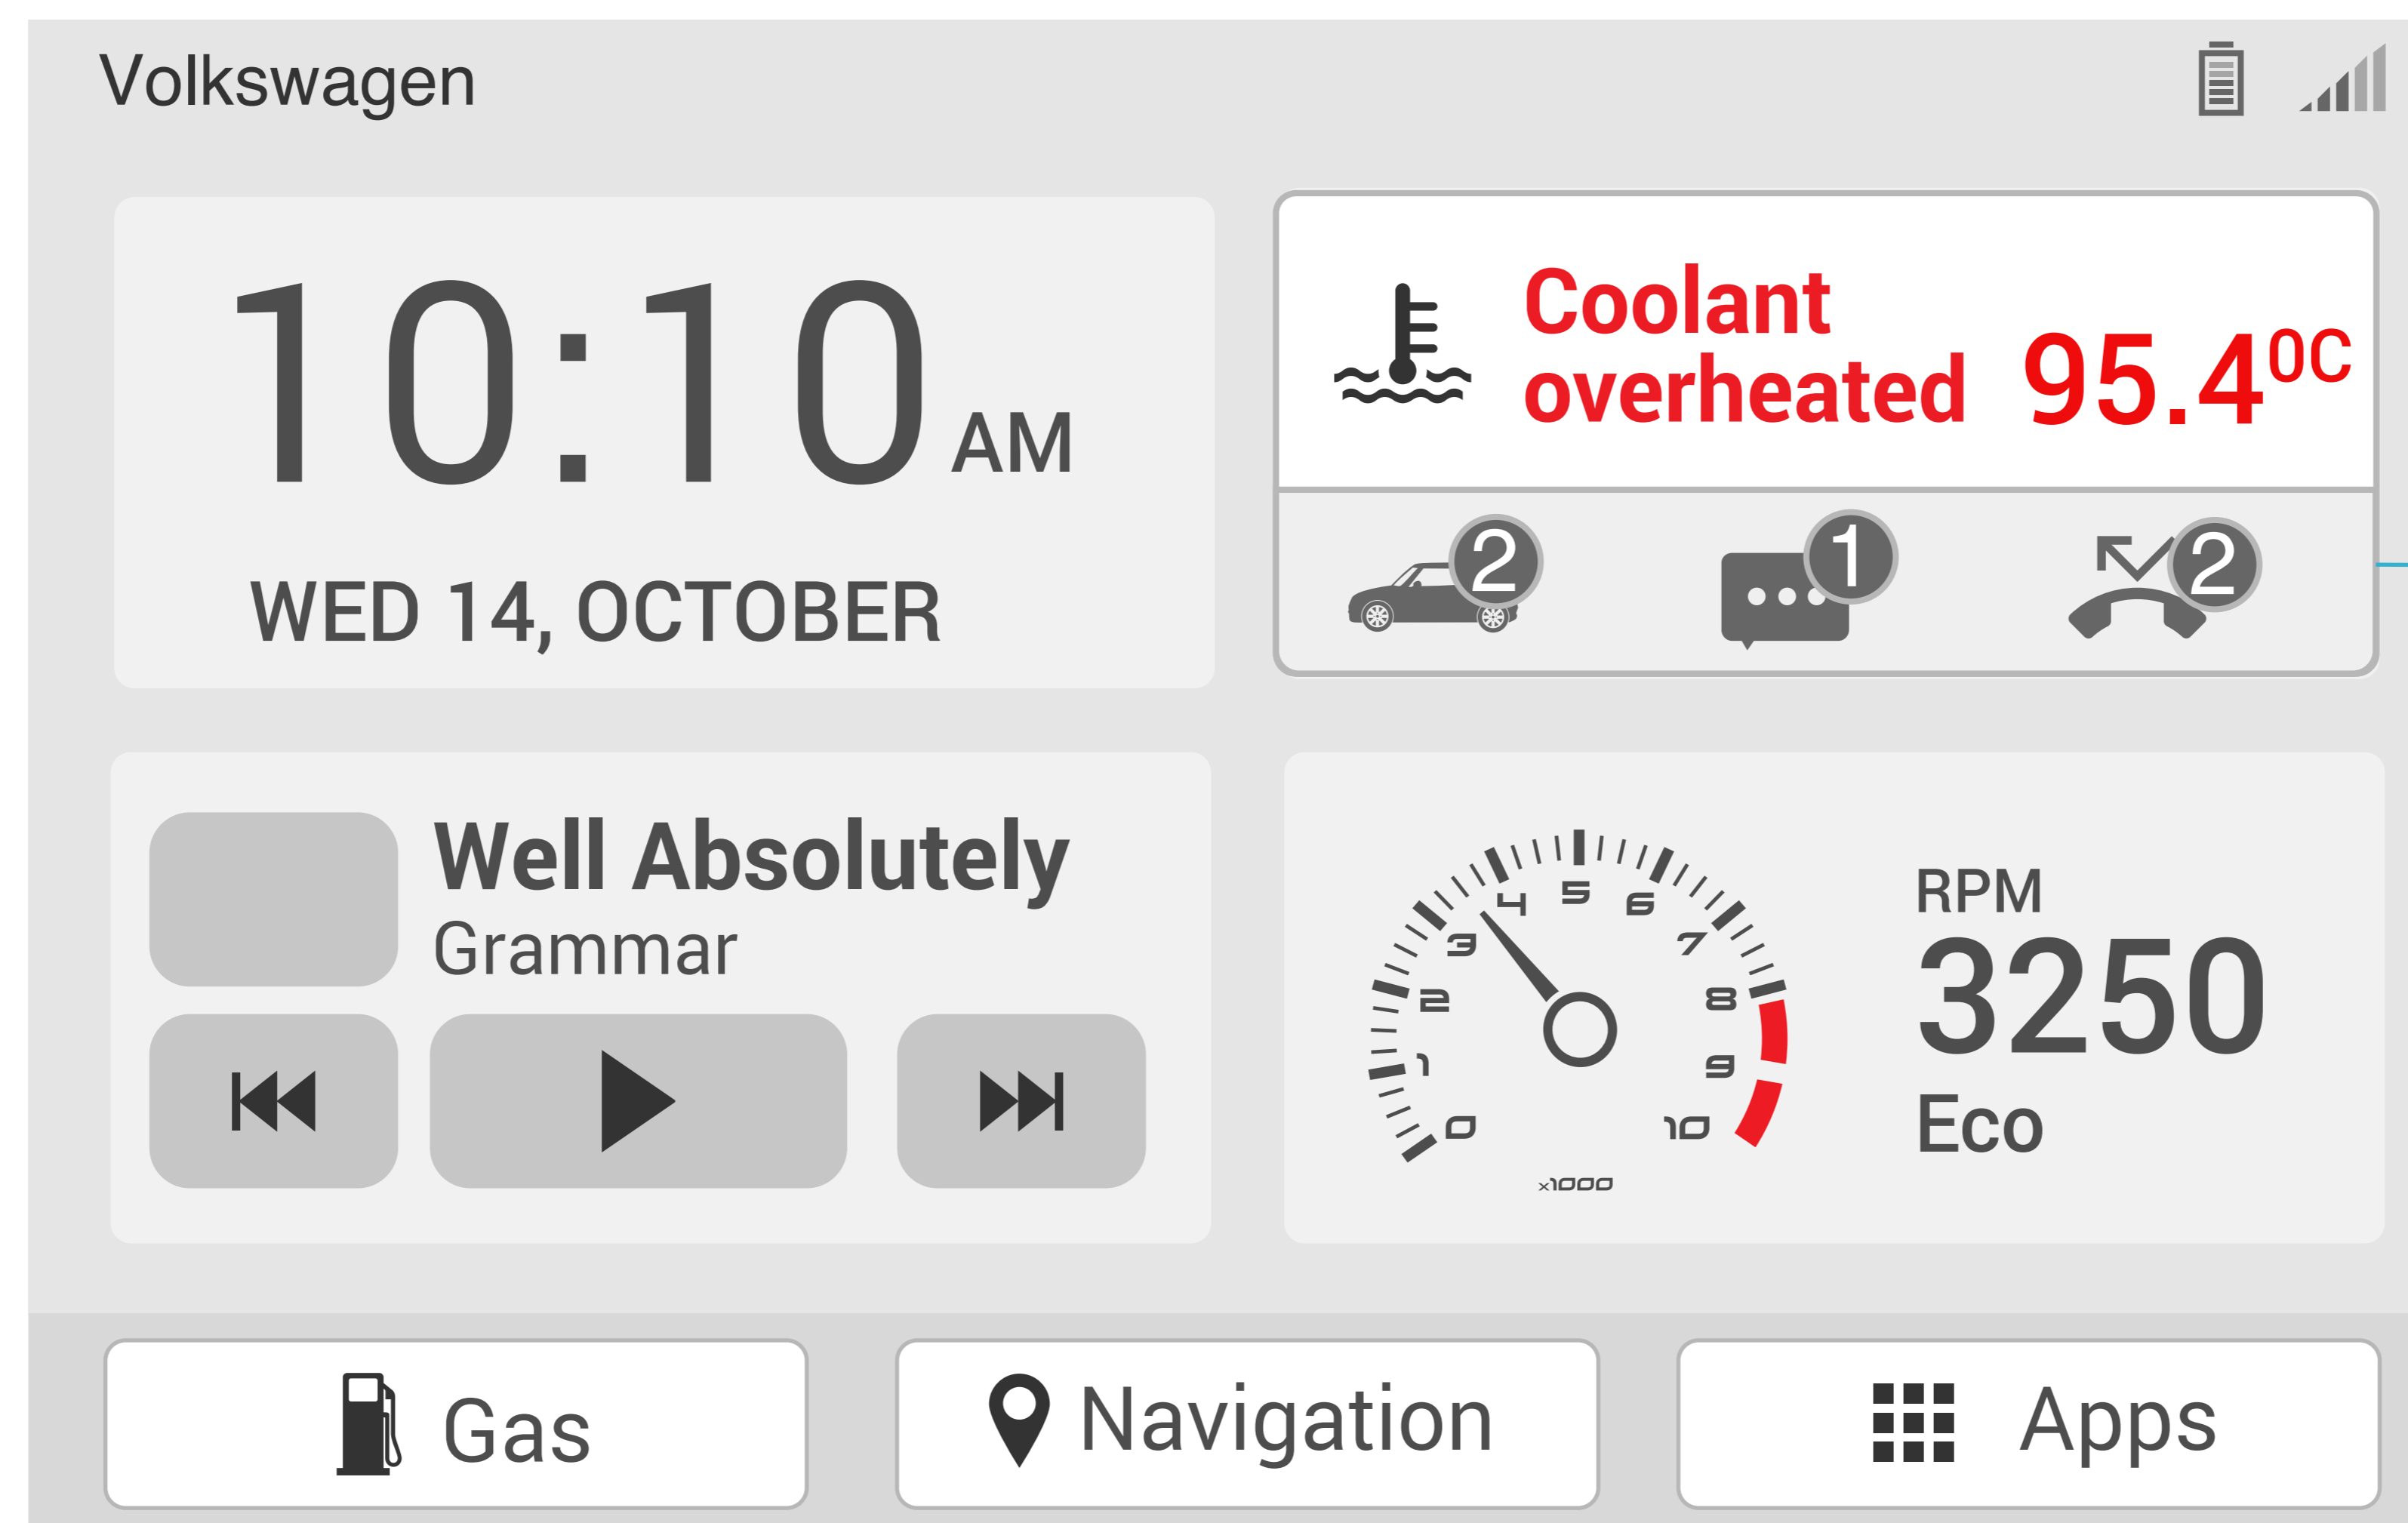 Volkswagen
10:10 AM
WED 14, OCTOBER
Coolant
overheated
95.4 0C
2
1
2
Well Absolutely
Grammar
0
1
2
3
4
5
6
7
8
9
10
x1000
RPM
3250
Eco
Gas
Navigation
Apps